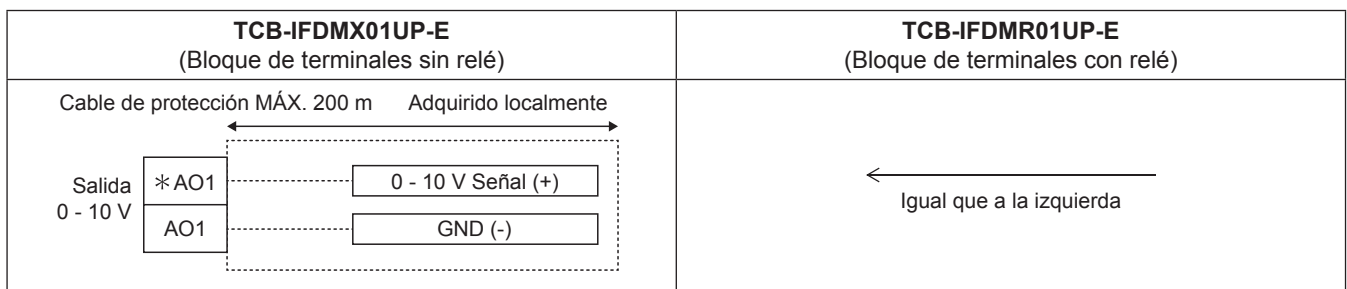 TCB-IFDMX01UP-E
(Bloque de terminales sin relé)
TCB-IFDMR01UP-E
(Bloque de terminales con relé)
Cable de protección MÁX. 200 m
Adquirido localmente
Salida
0 - 10 V
＊AO1
0 - 10 V Señal (+)
AO1
GND (-)
Igual que a la izquierda